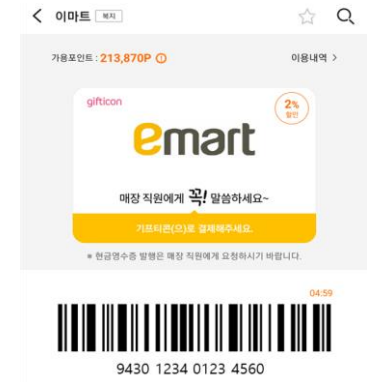 이마트 복지
가용포인트 : 213,870P
이용내역 >
gifticon
2%
할인
emart
매장 직원에게 꼭! 말씀하세요~
기프티콘(으)로 결제해주세요.
※ 현금영수증 발행은 매장 직원에게 요청하시기 바랍니다.
04:59
9430 1234 0123 4560